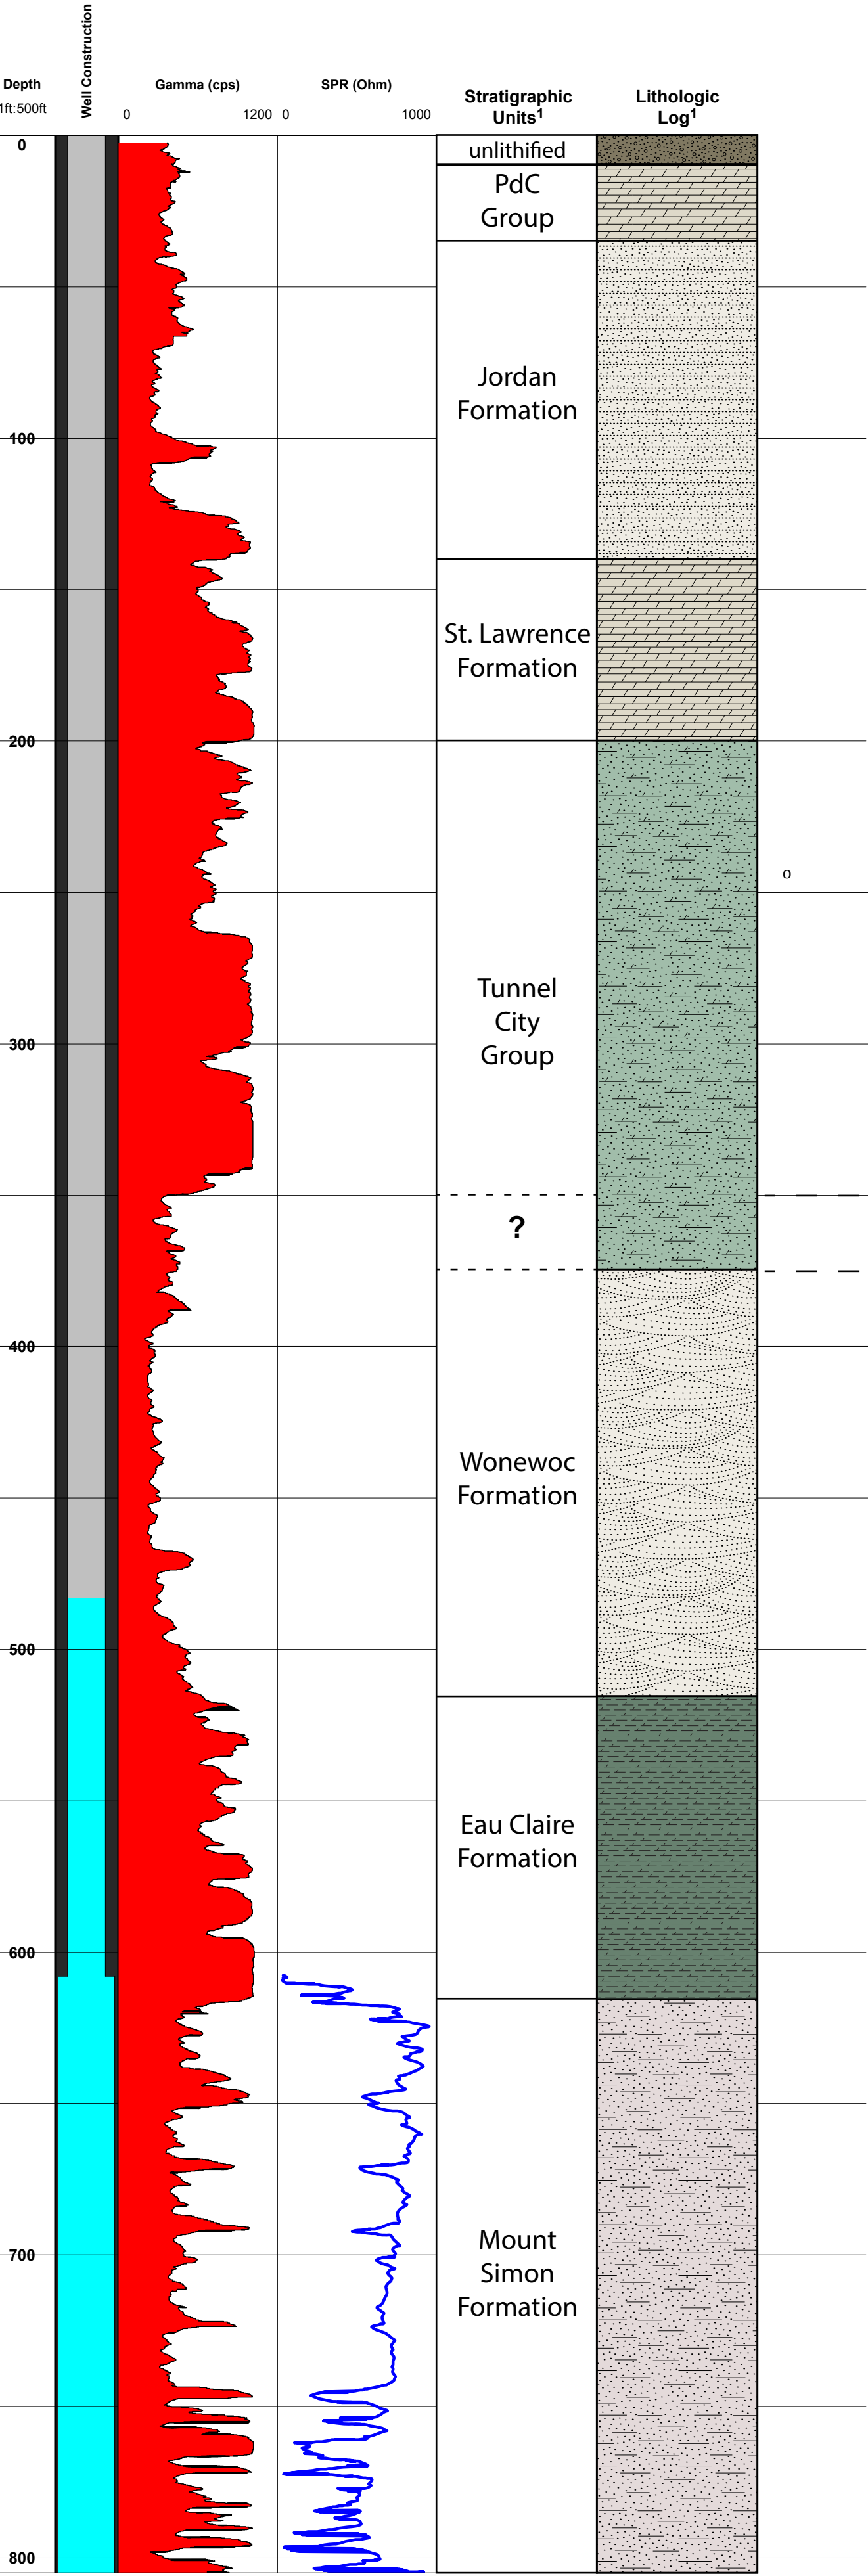 Well Construction
Depth
1ft:500ft
Gamma (cps)
0 1200
SPR (Ohm)
0 1000
Stratigraphic
Units1
Lithologic
Log1
0
unlithified
PdC
Group
Jordan
Formation
100
St. Lawrence
Formation
200
o
Tunnel
City
Group
300
?
400
Wonewoc
Formation
500
Eau Claire
Formation
600
Mount
Simon
Formation
700
800